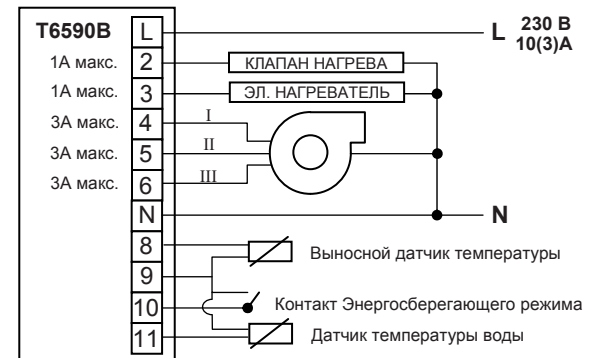 T6590B L L 230 В
10(3)А
1А макс. 2 КЛАПАН НАГРЕВА
1А макс. 3 ЭЛ. НАГРЕВАТЕЛЬ
3А макс. 4 I
3А макс. 5 II
3А макс. 6 III
N N
8 Выносной датчик температуры
9
10 Контакт Энергосберегающего режима
11 Датчик температуры воды